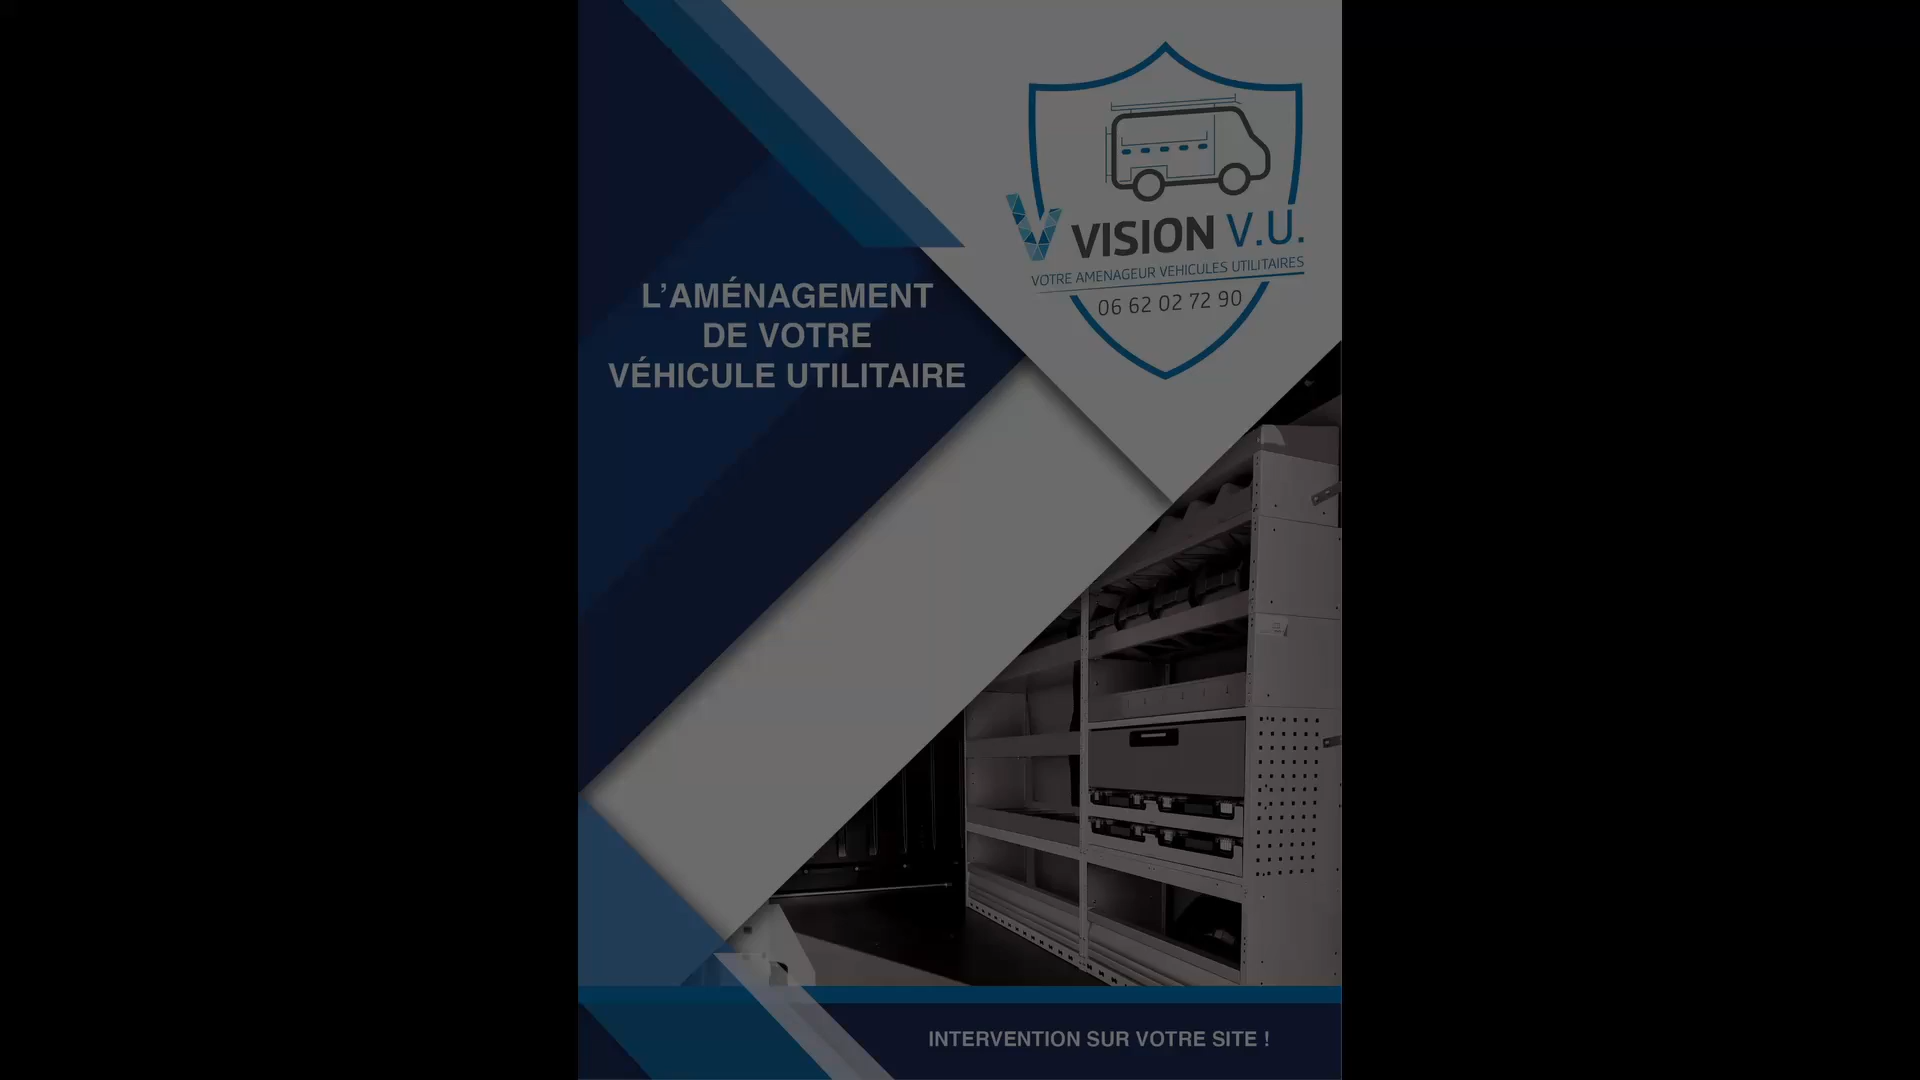 VISION V.U.
VOTRE AMENAGEUR VEHICULES UTILITAIRES
06 62 02 72 90
L’AMÉNAGEMENT
DE VOTRE
VÉHICULE UTILITAIRE
INTERVENTION SUR VOTRE SITE !